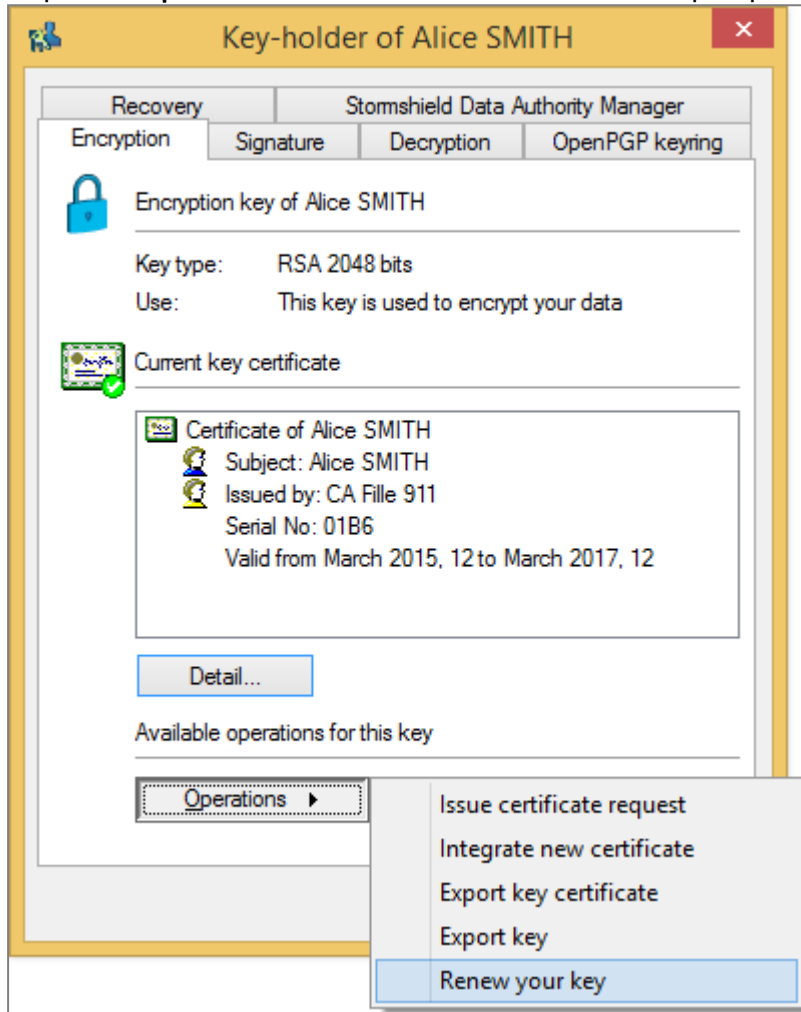 Key-holder of Alice SMITH
Recovery
Stormshield Data Authority Manager
Encryption
Signature
Decryption
OpenPGP keyring
Encryption key of Alice SMITH
Key type: RSA 2048 bits
Use: This key is used to encrypt your data
Current key certificate
Certificate of Alice SMITH
Subject: Alice SMITH
Issued by: CA Fille 911
Serial No: 01B6
Valid from March 2015, 12 to March 2017, 12
Detail...
Available operations for this key
Operations
Issue certificate request
Integrate new certificate
Export key certificate
Export key
Renew your key